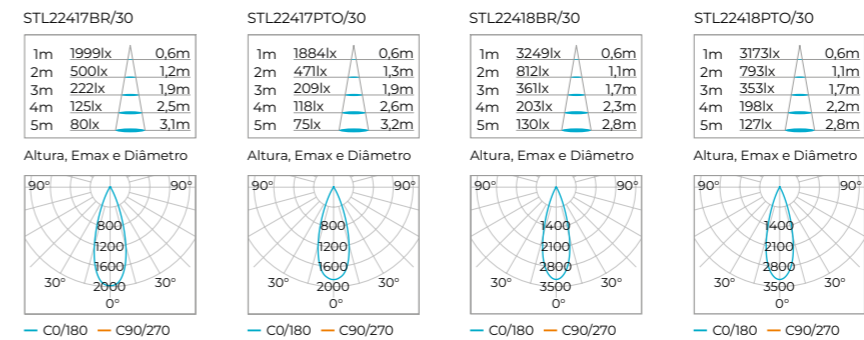 STL22417BR/30
1m 1999lx 0,6m
2m 500lx 1,2m
3m 222lx 1,9m
4m 125lx 2,5m
5m 80lx 3,1m
Altura, Emax e Diâmetro
90° 90°
800
1200
1600
30° 2000 30°
0°
C0/180 C90/270
STL22417PTO/30
1m 1884lx 0,6m
2m 471lx 1,3m
3m 209lx 1,9m
4m 118lx 2,6m
5m 75lx 3,2m
Altura, Emax e Diâmetro
90° 90°
800
1200
1600
30° 2000 30°
0°
C0/180 C90/270
STL22418BR/30
1m 3249lx 0,6m
2m 812lx 1,1m
3m 361lx 1,7m
4m 203lx 2,3m
5m 130lx 2,8m
Altura, Emax e Diâmetro
90° 90°
1400
2100
2800
30° 3500 30°
0°
C0/180 C90/270
STL22418PTO/30
1m 3173lx 0,6m
2m 793lx 1,1m
3m 353lx 1,7m
4m 198lx 2,2m
5m 127lx 2,8m
Altura, Emax e Diâmetro
90° 90°
1400
2100
2800
30° 3500 30°
0°
C0/180 C90/270